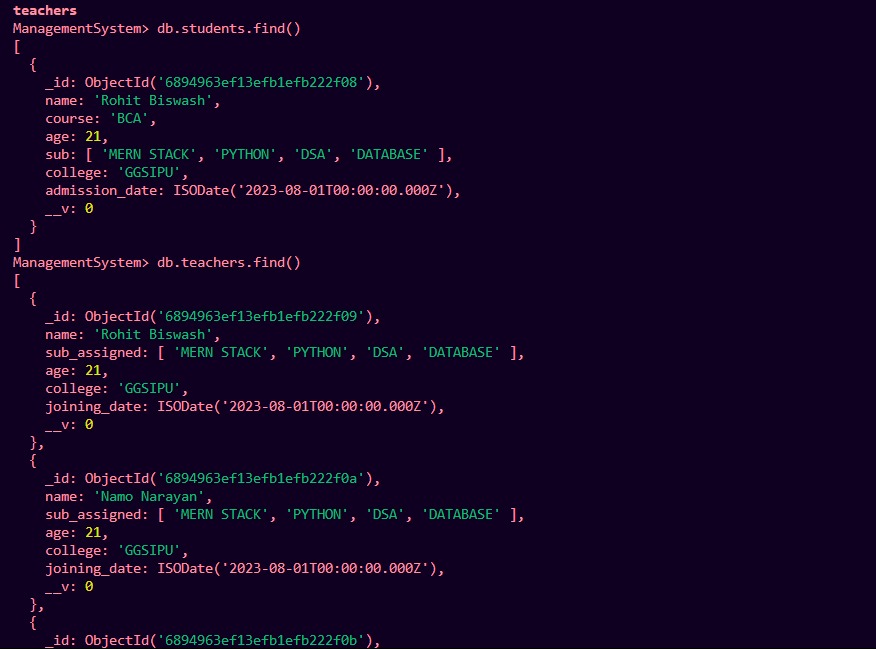 teachers
ManagementSystem> db.students.find()
[
  {
    _id: ObjectId('6894963ef13efb1efb222f08'),
    name: 'Rohit Biswash',
    course: 'BCA',
    age: 21,
    sub: [ 'MERN STACK', 'PYTHON', 'DSA', 'DATABASE' ],
    college: 'GGSIPU',
    admission_date: ISODate('2023-08-01T00:00:00.000Z'),
    __v: 0
  }
]
ManagementSystem> db.teachers.find()
[
  {
    _id: ObjectId('6894963ef13efb1efb222f09'),
    name: 'Rohit Biswash',
    sub_assigned: [ 'MERN STACK', 'PYTHON', 'DSA', 'DATABASE' ],
    age: 21,
    college: 'GGSIPU',
    joining_date: ISODate('2023-08-01T00:00:00.000Z'),
    __v: 0
  },
  {
    _id: ObjectId('6894963ef13efb1efb222f0a'),
    name: 'Namo Narayan',
    sub_assigned: [ 'MERN STACK', 'PYTHON', 'DSA', 'DATABASE' ],
    age: 21,
    college: 'GGSIPU',
    joining_date: ISODate('2023-08-01T00:00:00.000Z'),
    __v: 0
  },
  {
    _id: ObjectId('6894963ef13efb1efb222f0b'),